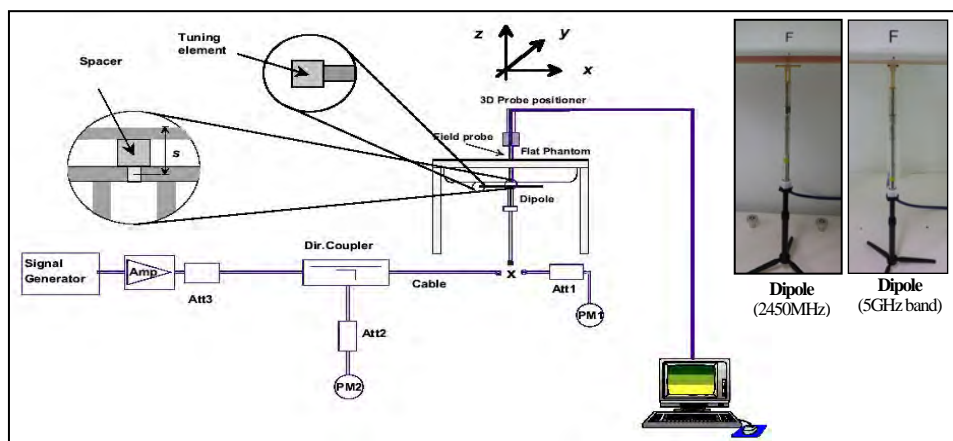 Tuning
element
Spacer
s
z
y
x
3D Probe positioner
Field probe
Flat Phantom
Dipole
Signal
Generator
Amp
Att3
Dir.Coupler
Cable
X
Att1
PM1
Att2
PM2
F
F
Dipole
(2450MHz)
Dipole
(5GHz band)